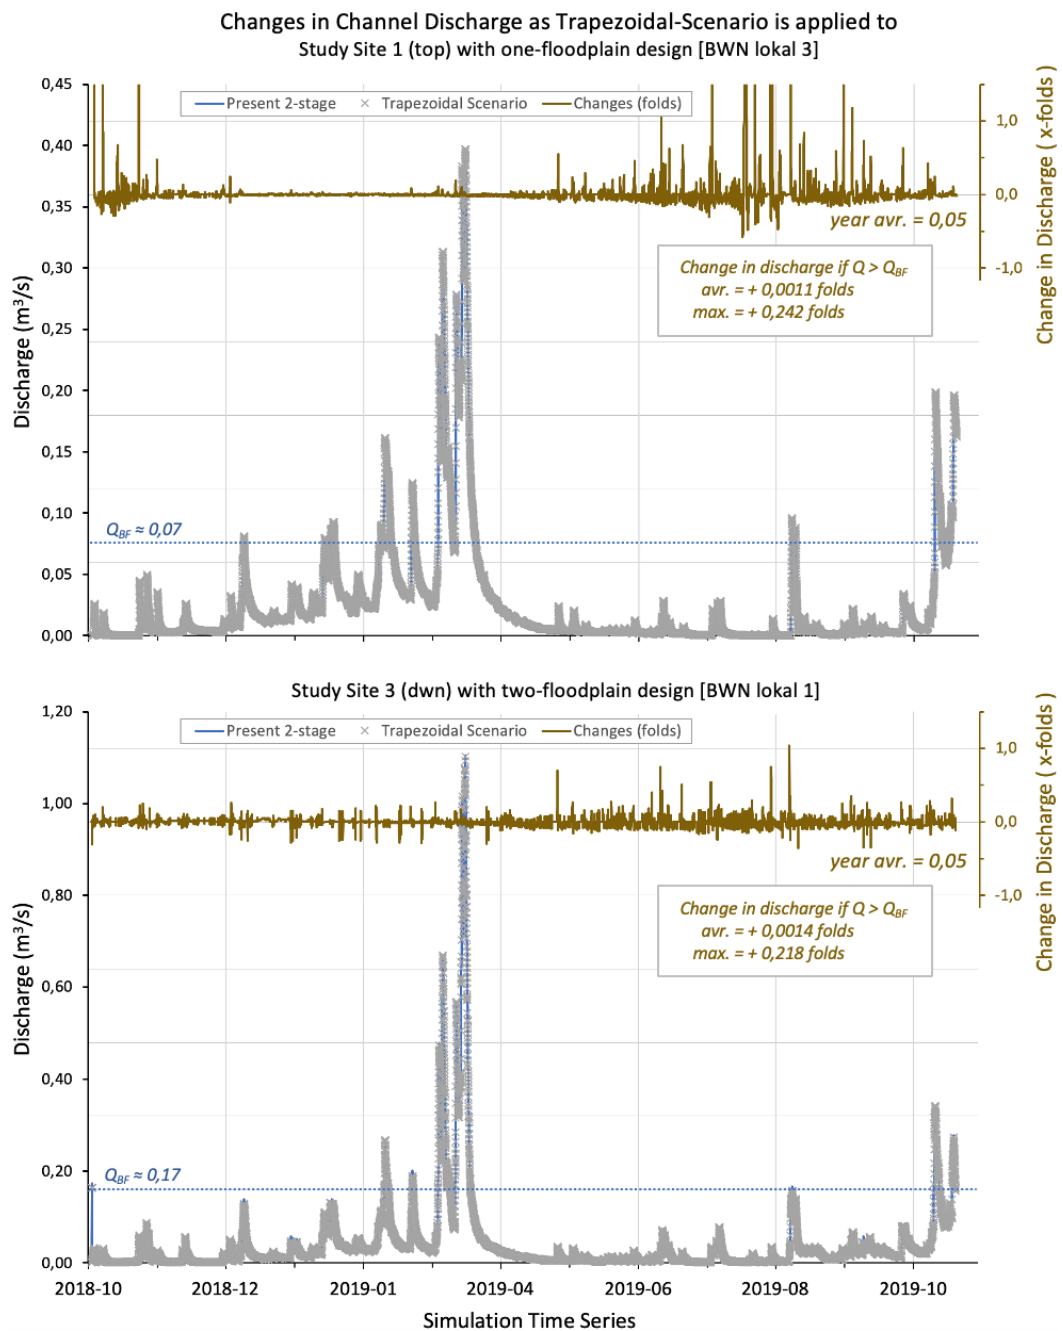 Changes in Channel Discharge as Trapezoidal-Scenario is applied to
Study Site 1 (top) with one-floodplain design [BWN lokal 3]
0,45
0,40
0,35
0,30
0,25
0,20
0,15
0,10
0,05
0,00
Discharge (m³/s)
Present 2-stage
Trapezoidal Scenario
Changes (folds)
1,0
0,0
-1,0
Change in Discharge ( x-folds)
year avr. = 0,05
Change in discharge if Q > QBF
avr. = + 0,0011 folds
max. = + 0,242 folds
QBF ≈ 0,07
Study Site 3 (dwn) with two-floodplain design [BWN lokal 1]
1,20
1,00
0,80
0,60
0,40
0,20
0,00
Discharge (m³/s)
Present 2-stage
Trapezoidal Scenario
Changes (folds)
1,0
0,0
-1,0
Change in Discharge ( x-folds)
year avr. = 0,05
Change in discharge if Q > QBF
avr. = + 0,0014 folds
max. = + 0,218 folds
QBF ≈ 0,17
2018-10
2018-12
2019-01
2019-04
2019-06
2019-08
2019-10
Simulation Time Series